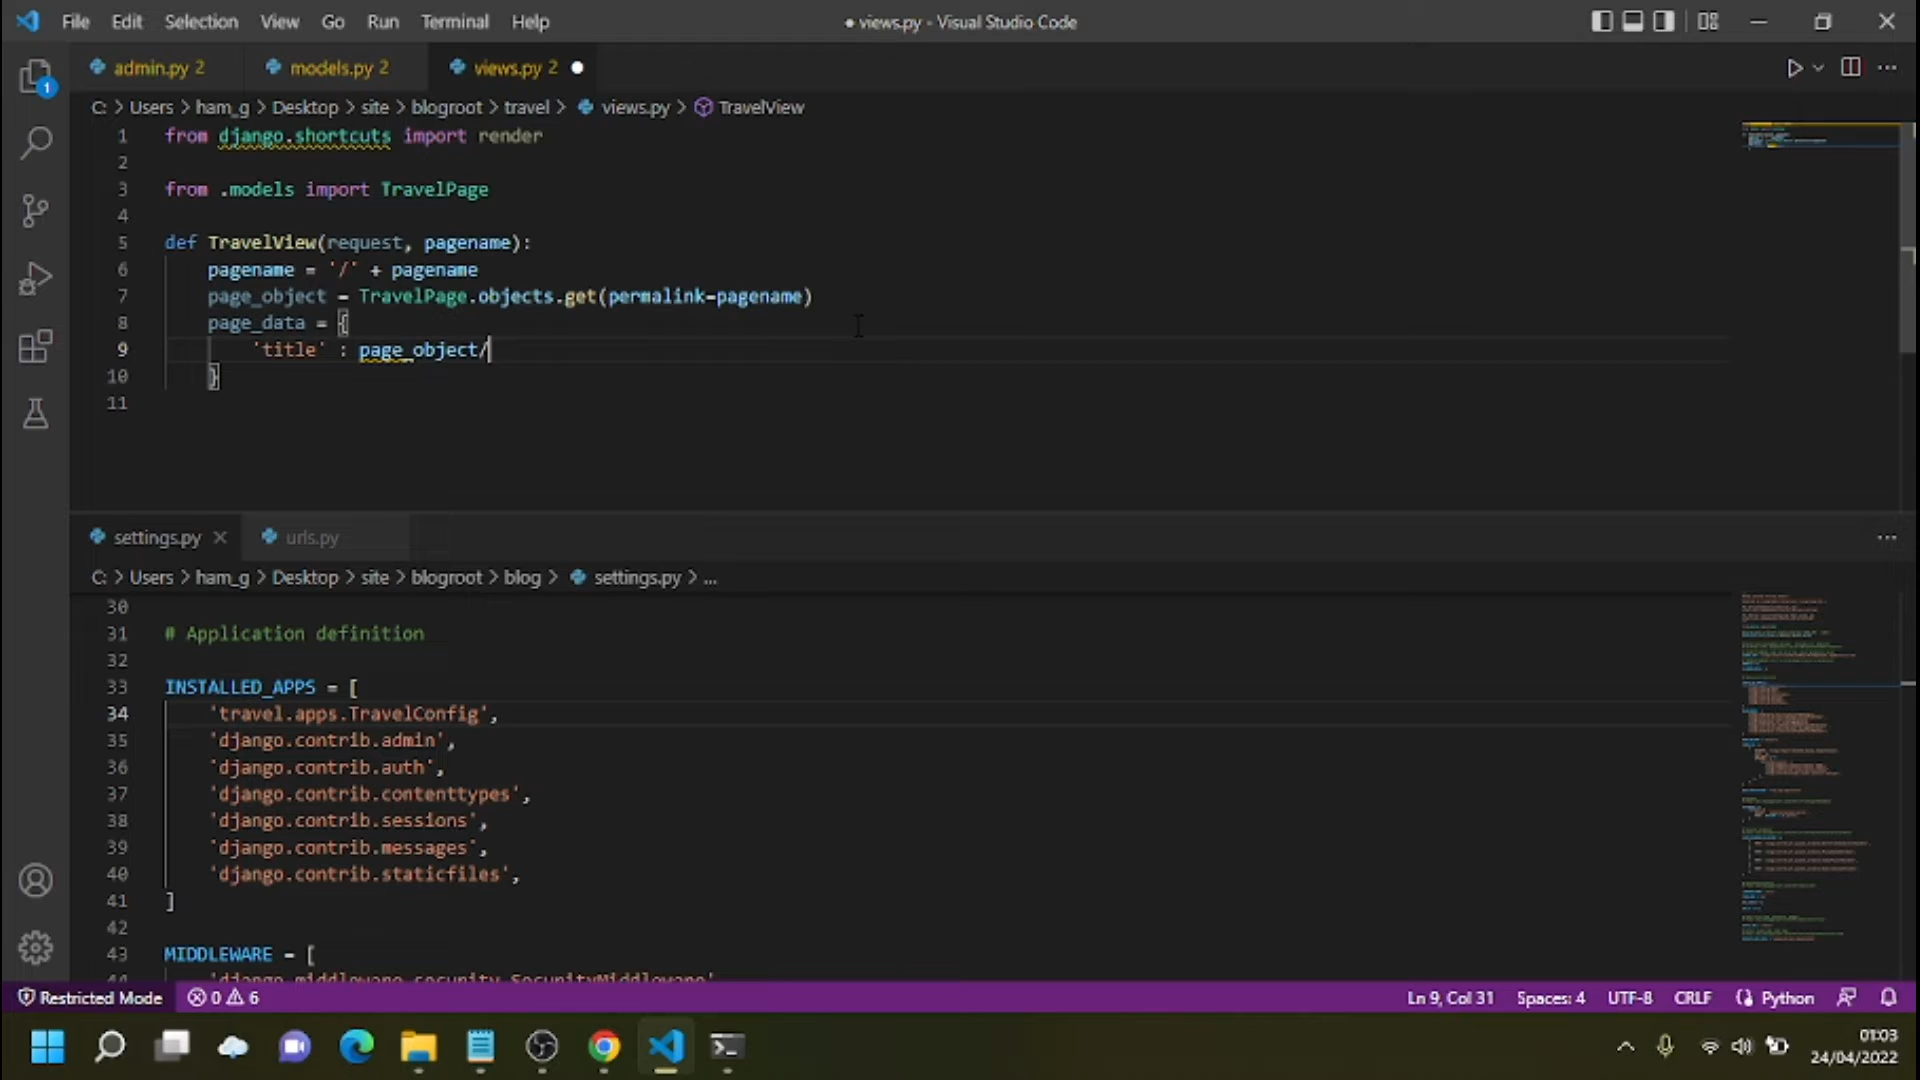 File Edit Selection View Go Run Terminal Help
● views.py - Visual Studio Code
admin.py 2 models.py 2 views.py 2 ●
C: > Users > ham_g > Desktop > site > blogroot > travel > views.py > TravelView
1 from django.shortcuts import render
2
3 from .models import TravelPage
4
5 def TravelView(request, pagename):
6 pagename = '/' + pagename
7 page_object = TravelPage.objects.get(permalink=pagename)
8 page_data = {
9 'title' : page_object/
10 }
11
settings.py urls.py
C: > Users > ham_g > Desktop > site > blogroot > blog > settings.py > ...
30
31 # Application definition
32
33 INSTALLED_APPS = [
34 'travel.apps.TravelConfig',
35 'django.contrib.admin',
36 'django.contrib.auth',
37 'django.contrib.contenttypes',
38 'django.contrib.sessions',
39 'django.contrib.messages',
40 'django.contrib.staticfiles',
41 ]
42
43 MIDDLEWARE = [
44 'django.middleware.security.SecurityMiddleware'
1
Restricted Mode 0 6 Ln 9, Col 31 Spaces: 4 UTF-8 CRLF Python
01:03
24/04/2022